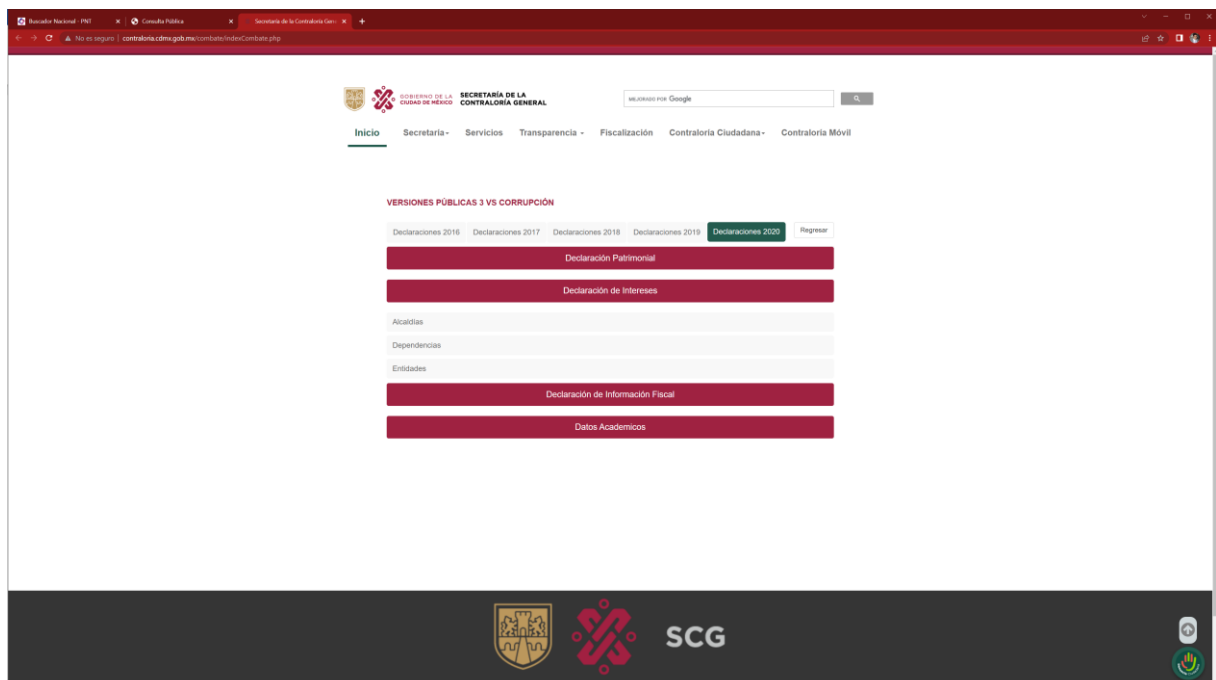 Buscador Nacional - PNT
Consulta Pública
Secretaría de la Contraloría Gen
No es seguro | contraloria.cdmx.gob.mx/combate/indexCombate.php
GOBIERNO DE LA
CIUDAD DE MÉXICO
SECRETARÍA DE LA
CONTRALORÍA GENERAL
MEJORADO POR Google
Inicio Secretaría Servicios Transparencia Fiscalización Contraloría Ciudadana Contraloría Móvil
VERSIONES PÚBLICAS 3 VS CORRUPCIÓN
Declaraciones 2016 Declaraciones 2017 Declaraciones 2018 Declaraciones 2019 Declaraciones 2020 Regresar
Declaración Patrimonial
Declaración de Intereses
Alcaldías
Dependencias
Entidades
Declaración de Información Fiscal
Datos Academicos
SCG